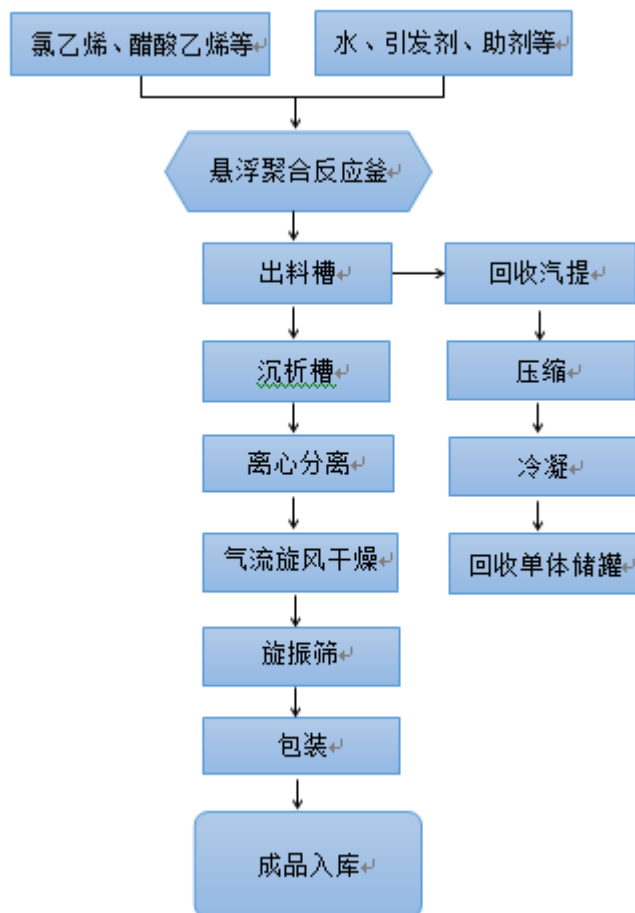 氯乙烯、醋酸乙烯等
水、引发剂、助剂等
悬浮聚合反应釜
出料槽
回收汽提
沉析槽
压缩
离心分离
冷凝
气流旋风干燥
回收单体储罐
旋振筛
包装
成品入库